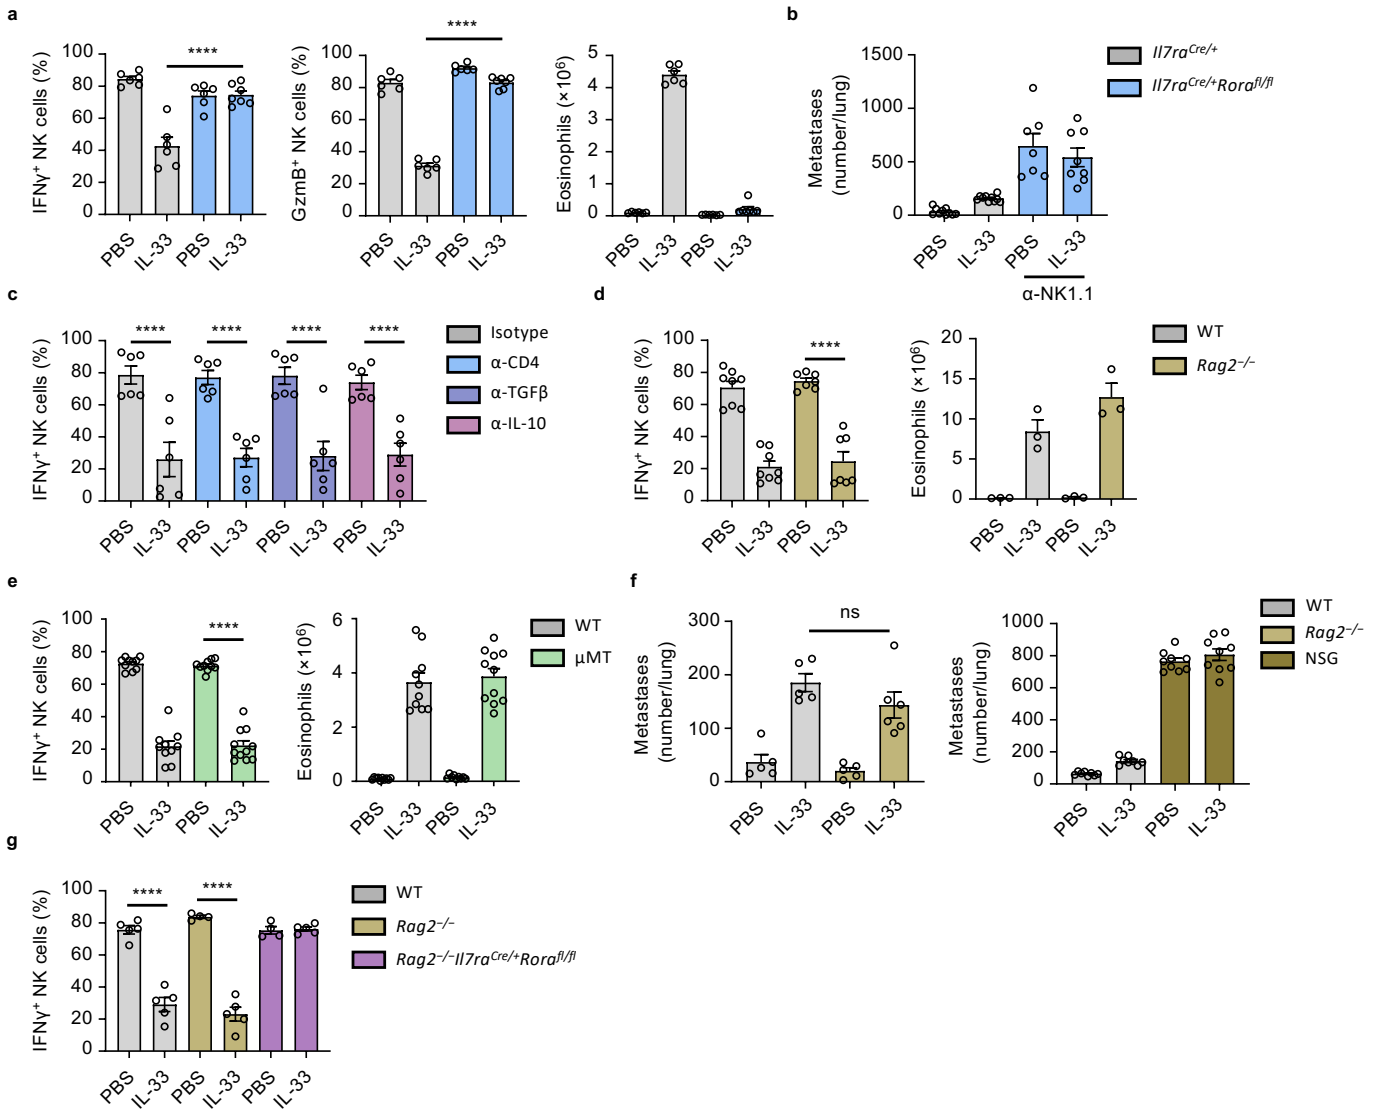 a
IFNγ⁺ NK cells (%)
100
80
60
40
20
0
****
PBS
IL-33
PBS
IL-33
GzmB⁺ NK cells (%)
100
80
60
40
20
0
****
PBS
IL-33
PBS
IL-33
Eosinophils (×10⁶)
5
4
3
2
1
0
PBS
IL-33
PBS
IL-33
b
Metastases
(number/lung)
1500
1000
500
0
PBS
IL-33
PBS
IL-33
α-NK1.1
Il7raCre/+
Il7raCre/+Rorafl/fl
c
IFNγ⁺ NK cells (%)
100
80
60
40
20
0
****
****
****
****
PBS
IL-33
PBS
IL-33
PBS
IL-33
PBS
IL-33
Isotype
α-CD4
α-TGFβ
α-IL-10
d
IFNγ⁺ NK cells (%)
100
80
60
40
20
0
****
PBS
IL-33
PBS
IL-33
Eosinophils (×10⁶)
20
15
10
5
0
PBS
IL-33
PBS
IL-33
WT
Rag2−/−
e
IFNγ⁺ NK cells (%)
100
80
60
40
20
0
****
PBS
IL-33
PBS
IL-33
Eosinophils (×10⁶)
6
4
2
0
PBS
IL-33
PBS
IL-33
WT
μMT
f
Metastases
(number/lung)
300
200
100
0
ns
PBS
IL-33
PBS
IL-33
Metastases
(number/lung)
1000
800
600
400
200
0
PBS
IL-33
PBS
IL-33
WT
Rag2−/−
NSG
g
IFNγ⁺ NK cells (%)
100
80
60
40
20
0
****
****
PBS
IL-33
PBS
IL-33
PBS
IL-33
WT
Rag2−/−
Rag2−/−Il7raCre/+Rorafl/fl